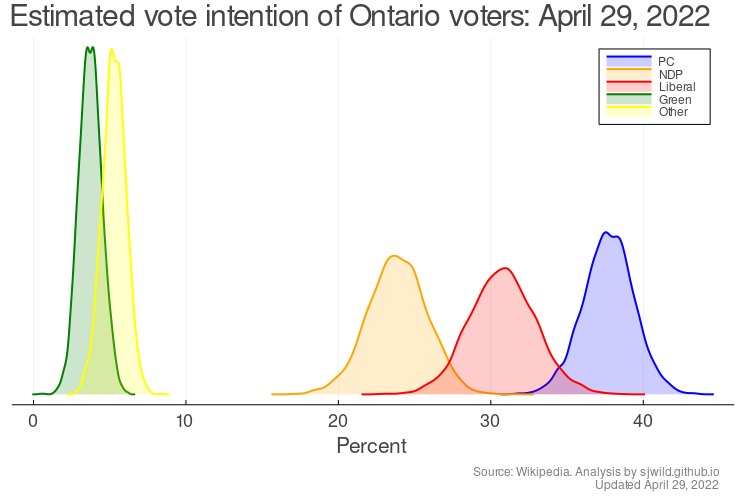 Estimated vote intention of Ontario voters: April 29, 2022
PC
NDP
Liberal
Green
Other
0 10 20 30 40
Percent
Source: Wikipedia. Analysis by sjwild.github.io
Updated April 29, 2022